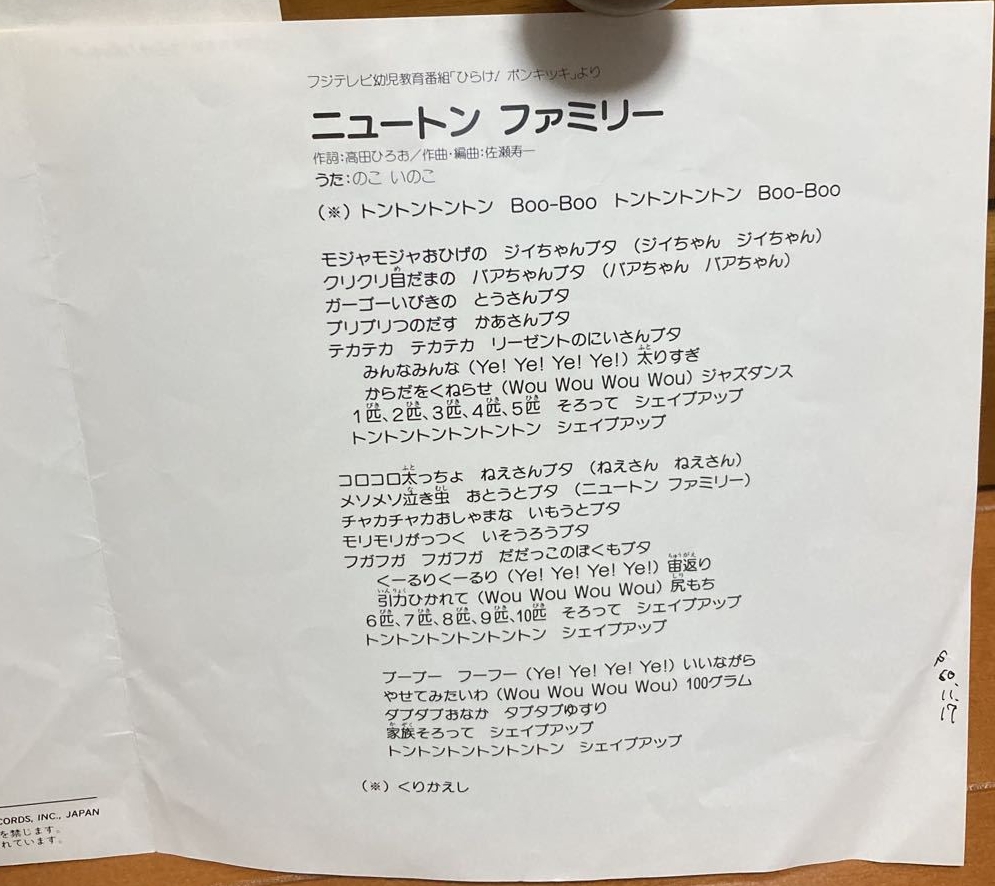 フジテレビ幼児教育番組「ひらけ！ポンキッキ」より
ニュートン ファミリー
作詞：高田ひろお／作曲・編曲：佐瀬寿一
うた：のこ いのこ
（※）トントントントン Boo-Boo トントントントン Boo-Boo
モジャモジャおひげの ジイちゃんブタ （ジイちゃん ジイちゃん）
クリクリ目だまの バアちゃんブタ （バアちゃん バアちゃん）
ガーゴーいびきの とうさんブタ
プリプリつのだす かあさんブタ
テカテカ テカテカ リーゼントのにいさんブタ
みんなみんな（Ye! Ye! Ye! Ye!）太りすぎ
からだをくねらせ（Wou Wou Wou Wou）ジャズダンス
1匹、2匹、3匹、4匹、5匹 そろって シェイプアップ
トントントントントントン シェイプアップ
コロコロ太っちょ ねえさんブタ （ねえさん ねえさん）
メソメソ泣き虫 おとうとブタ （ニュートン ファミリー）
チャカチャカおしゃまな いもうとブタ
モリモリがっつく いそうろうブタ
フガフガ フガフガ だだっこのぼくもブタ
くーるりくーるり（Ye! Ye! Ye! Ye!）宙返り
引力ひかれて（Wou Wou Wou Wou）尻もち
6匹、7匹、8匹、9匹、10匹 そろって シェイプアップ
トントントントントントン シェイプアップ
ブーブー フーフー（Ye! Ye! Ye! Ye!）いいながら
やせてみたいわ（Wou Wou Wou Wou）100グラム
ダブダブおなか タプタプゆすり
家族そろって シェイプアップ
トントントントントントン シェイプアップ
（※）くりかえし
60.11.17
CORDS, INC., JAPAN
を禁じます。
れています。